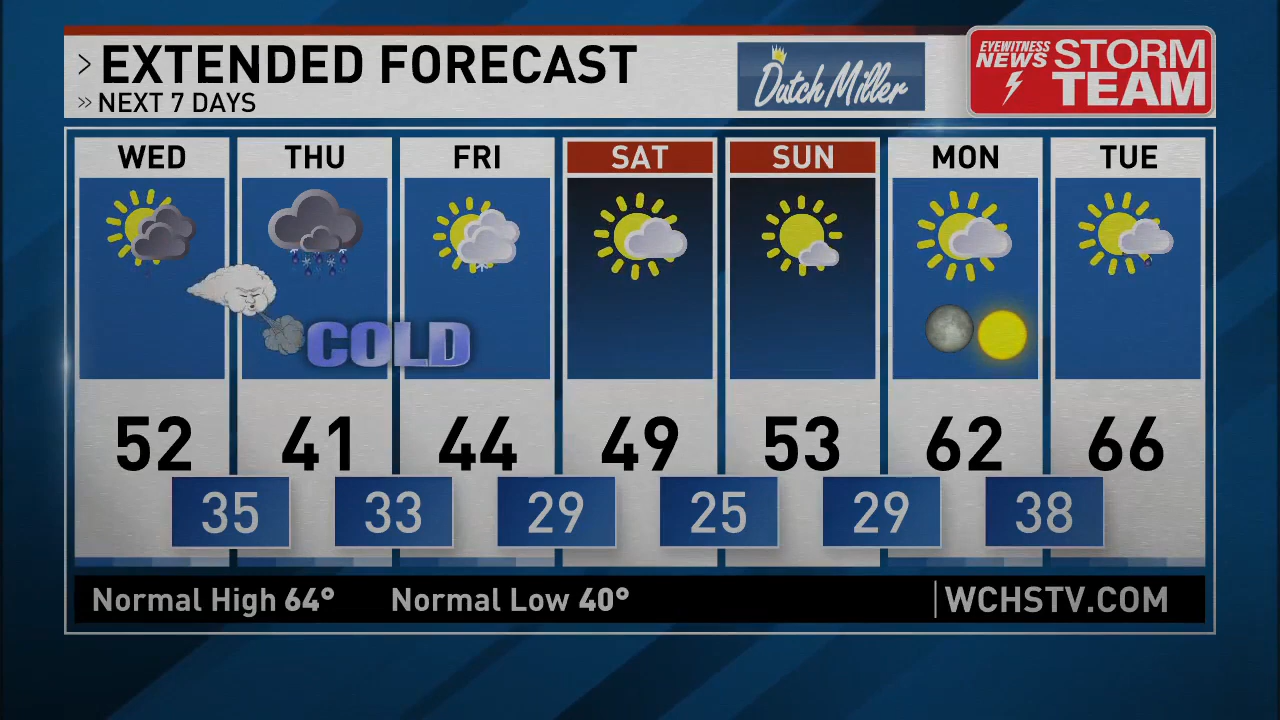 > EXTENDED FORECAST
» NEXT 7 DAYS
Dutch Miller
EYEWITNESS NEWS STORM TEAM
WED THU FRI SAT SUN MON TUE
COLD
52 41 44 49 53 62 66
35 33 29 25 29 38
Normal High 64° Normal Low 40° | WCHSTV.COM